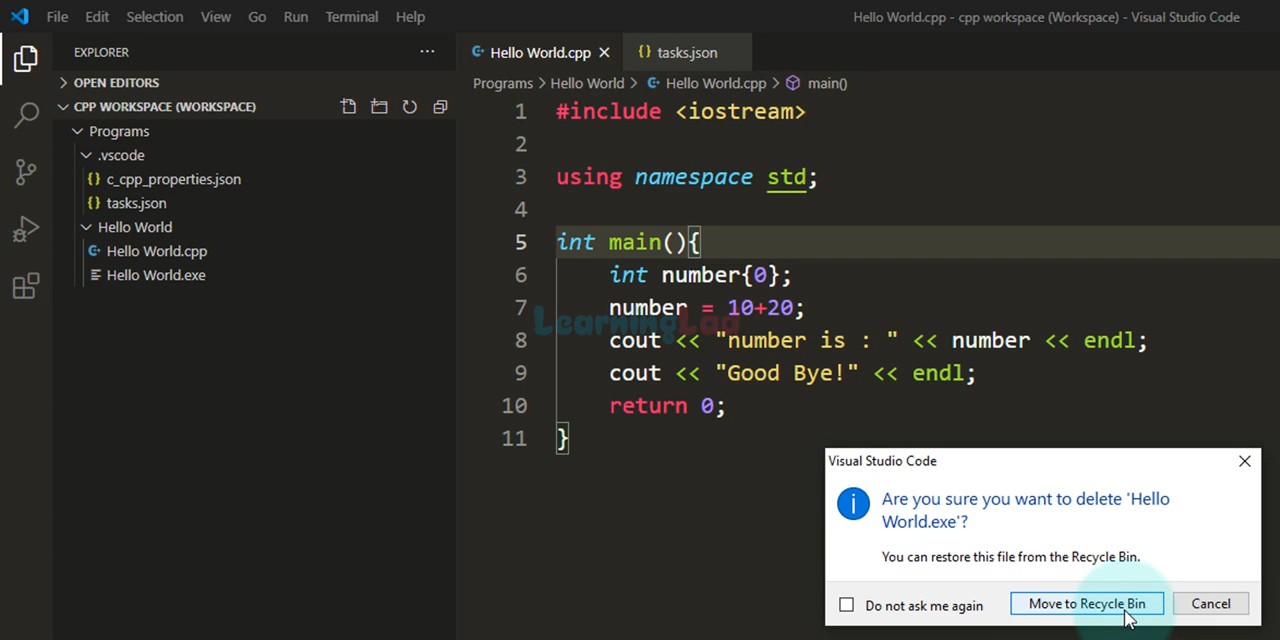 File Edit Selection View Go Run Terminal Help
Hello World.cpp - cpp workspace (Workspace) - Visual Studio Code
EXPLORER
OPEN EDITORS
CPP WORKSPACE (WORKSPACE)
Programs
.vscode
{} c_cpp_properties.json
{} tasks.json
Hello World
Hello World.cpp
Hello World.exe
Hello World.cpp
{} tasks.json
Programs > Hello World > Hello World.cpp > main()
1 #include <iostream>
2
3 using namespace std;
4
5 int main(){
6 int number{0};
7 number = 10+20;
LearningLad
8 cout << "number is : " << number << endl;
9 cout << "Good Bye!" << endl;
10 return 0;
11 }
Visual Studio Code
Are you sure you want to delete 'Hello
World.exe'?
You can restore this file from the Recycle Bin.
Do not ask me again
Move to Recycle Bin
Cancel